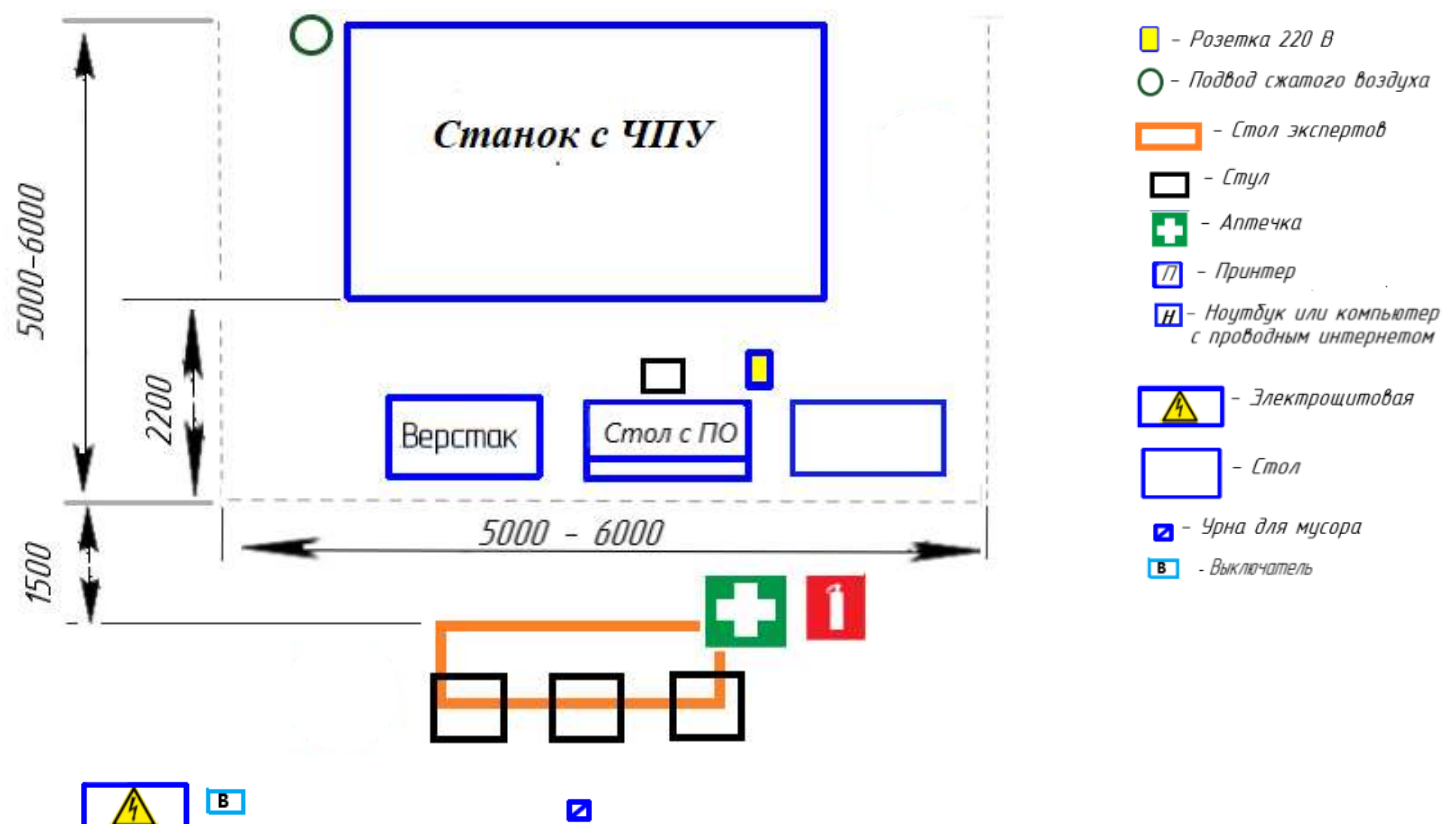 Станок с ЧПУ
5000-6000
2200
Верстак
Стол с ПО
5000 - 6000
1500
В
- Розетка 220 В
- Подвод сжатого воздуха
- Стол экспертов
- Стул
- Аптечка
П - Принтер
Н - Ноутбук или компьютер
с проводным интернетом
- Электрощитовая
- Стол
- Урна для мусора
В - Выключатель